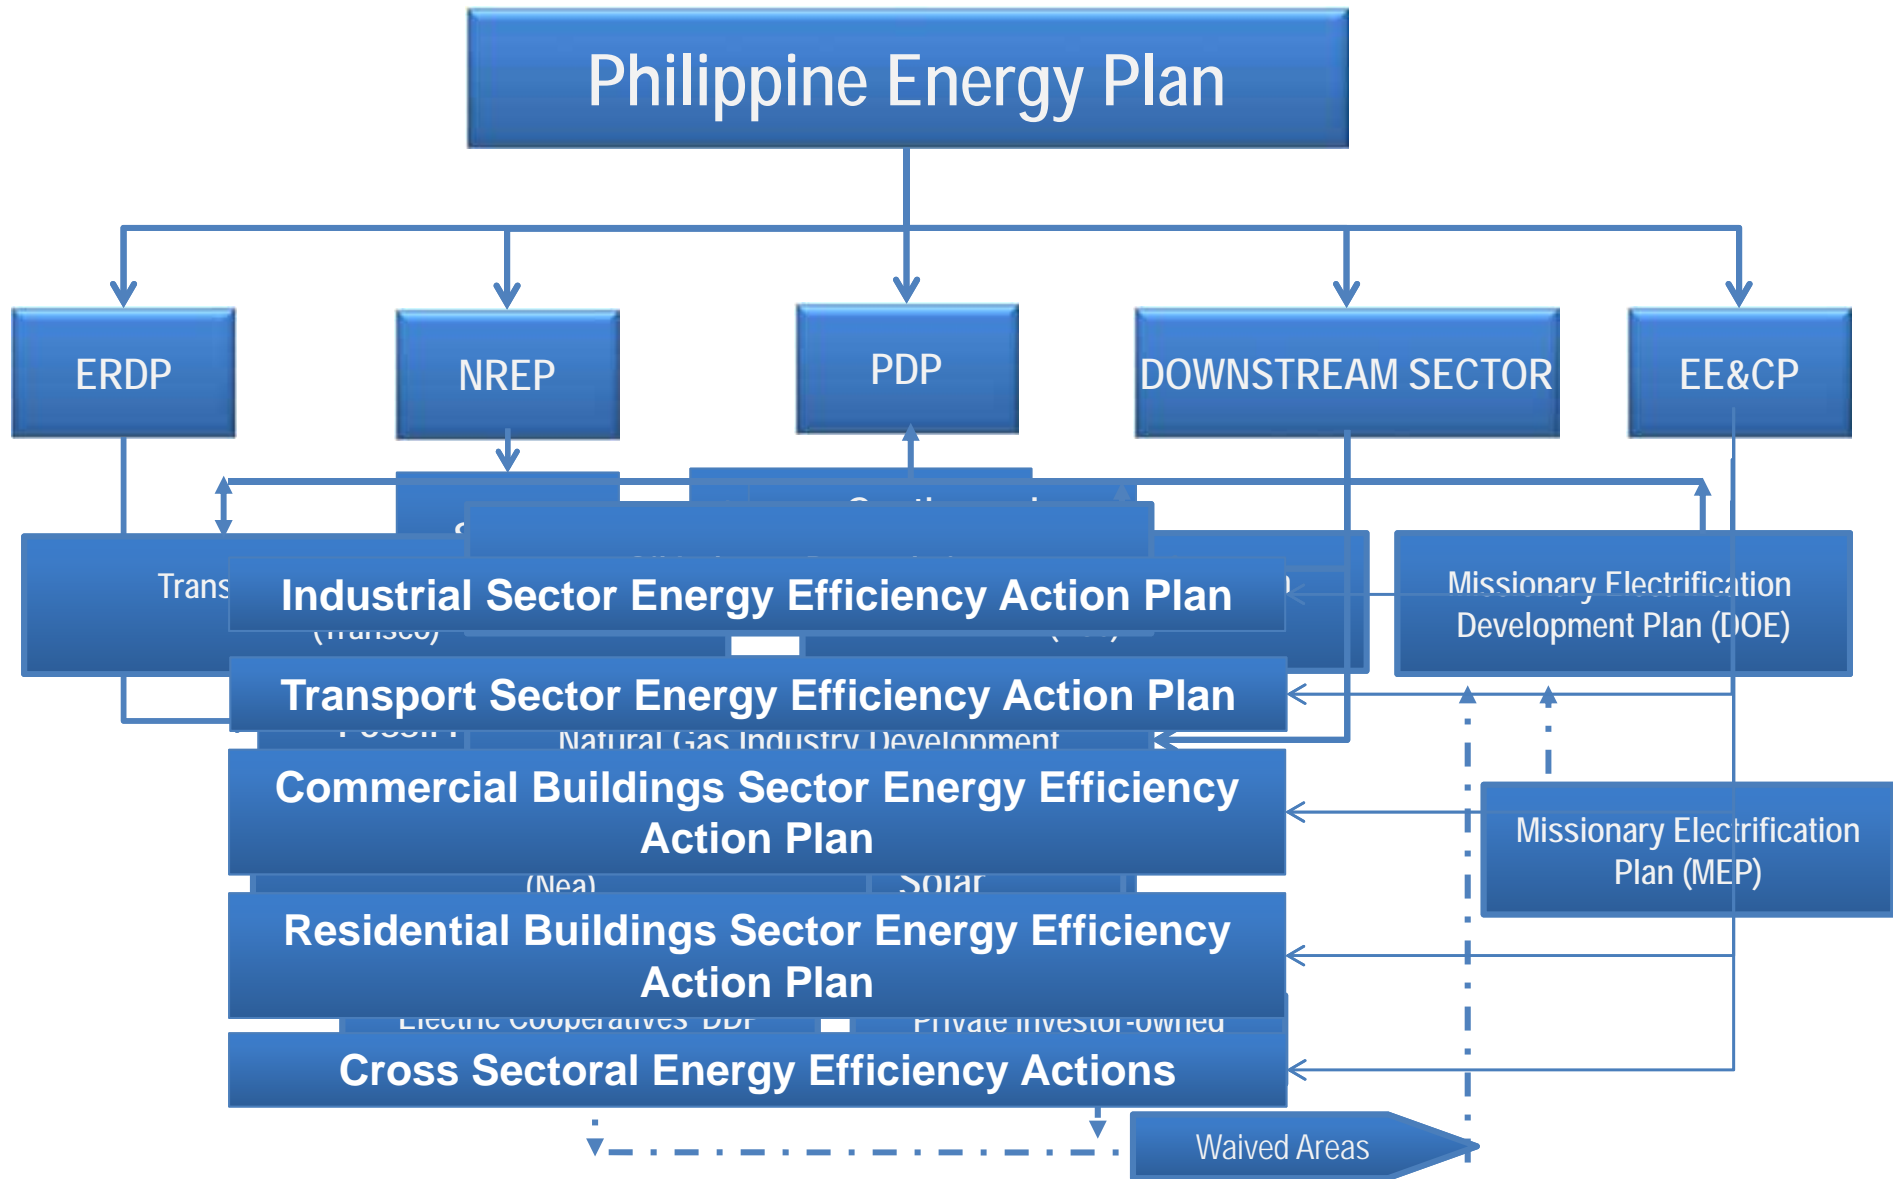 Philippine Energy Plan
ERDP
NREP
PDP
DOWNSTREAM SECTOR
EE&CP
Trans
(Transco)
Industrial Sector Energy Efficiency Action Plan
Missionary Electrification
Development Plan (DOE)
Transport Sector Energy Efficiency Action Plan
Natural Gas Industry Development
Commercial Buildings Sector Energy Efficiency
Action Plan
Missionary Electrification
Plan (MEP)
(Nea)
Solar
Residential Buildings Sector Energy Efficiency
Action Plan
Electric Cooperatives' DDP
Private Investor-owned
Cross Sectoral Energy Efficiency Actions
Waived Areas